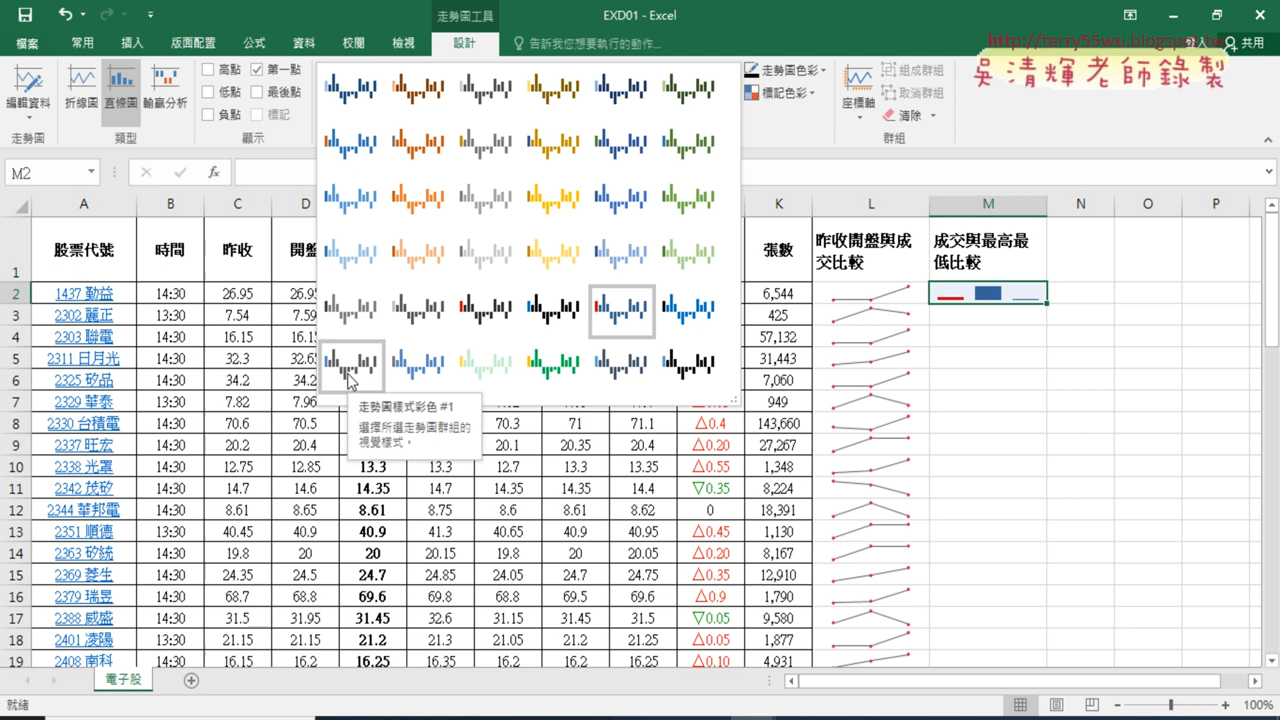 走勢圖工具
EXD01 - Excel
檔案 常用 插入 版面配置 公式 資料 校閱 檢視 設計 告訴我您想要執行的動作... 登入 共用
http://terry55wu.blogspot.tw
吳清輝老師錄製
編輯資料 折線圖 直條圖 輸贏分析
高點 第一點
低點 最後點
負點 標記
走勢圖 類型 顯示
走勢圖色彩
標記色彩
座標軸
組成群組
取消群組
清除
群組
M2 fx
A B C D K L M N O P
1 股票代號 時間 昨收 開盤 張數 昨收開盤與成交比較 成交與最高最低比較
2 1437 勤益 14:30 26.95 26.95 6,544
3 2302 麗正 13:30 7.54 7.59 425
4 2303 聯電 14:30 16.15 16.15 57,132
5 2311 日月光 14:30 32.3 32.65 31,443
6 2325 矽品 14:30 34.2 34.2 7,060
7 2329 華泰 14:30 7.82 7.96 949
8 2330 台積電 14:30 70.6 70.5 70.3 71 71.1 △0.4 143,660
9 2337 旺宏 14:30 20.2 20.4 20.1 20.35 20.4 △0.20 27,267
10 2338 光罩 14:30 12.75 12.85 13.3 13.3 12.7 13.3 13.35 △0.55 1,348
11 2342 茂矽 14:30 14.7 14.6 14.35 14.7 14.35 14.35 14.4 ▽0.35 8,224
12 2344 華邦電 14:30 8.61 8.65 8.61 8.75 8.6 8.61 8.62 0 18,391
13 2351 順德 14:30 40.45 40.9 40.9 41.3 40.65 40.9 40.95 △0.45 1,130
14 2363 矽統 14:30 19.8 20 20 20.15 19.8 20 20.05 △0.20 8,167
15 2369 菱生 14:30 24.35 24.5 24.7 24.85 24.05 24.7 24.75 △0.35 12,910
16 2379 瑞昱 14:30 68.7 68.8 69.6 69.8 68.8 69.5 69.6 △0.9 1,790
17 2388 威盛 14:30 31.5 31.95 31.45 32.6 31.15 31.45 31.5 ▽0.05 9,580
18 2401 凌陽 13:30 21.15 21.15 21.2 21.3 21.05 21.2 21.25 △0.05 1,877
19 2408 南科 14:30 16.15 16.2 16.25 16.35 16.2 16.2 16.25 △0.10 4,931
走勢圖樣式彩色 #1
選擇所選走勢圖群組的
視覺樣式。
電子股
就緒
100%